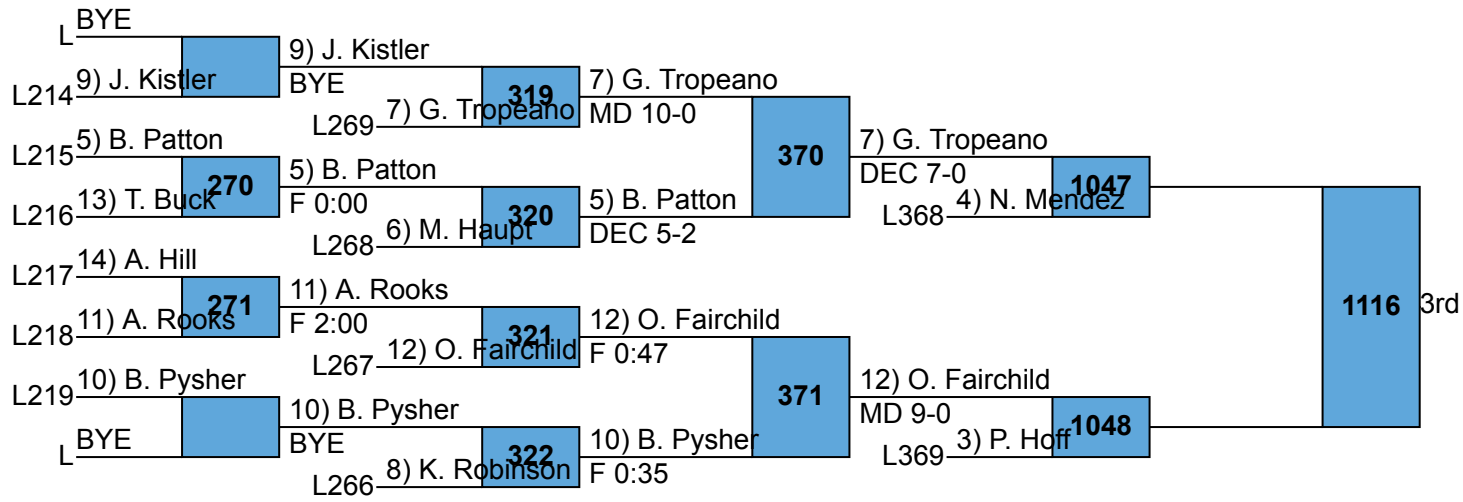 BYE
L
9) J. Kistler
L214
9) J. Kistler
BYE
319
7) G. Tropeano
L269
7) G. Tropeano
MD 10-0
5) B. Patton
L215
270
13) T. Buck
L216
5) B. Patton
F 0:00
320
6) M. Haupt
L268
5) B. Patton
DEC 5-2
370
7) G. Tropeano
DEC 7-0
1047
4) N. Mendez
L368
14) A. Hill
L217
271
11) A. Rooks
L218
11) A. Rooks
F 2:00
321
12) O. Fairchild
L267
12) O. Fairchild
F 0:47
10) B. Pysher
L219
BYE
L
10) B. Pysher
BYE
322
8) K. Robinson
L266
10) B. Pysher
F 0:35
371
12) O. Fairchild
MD 9-0
1048
3) P. Hoff
L369
1116
3rd